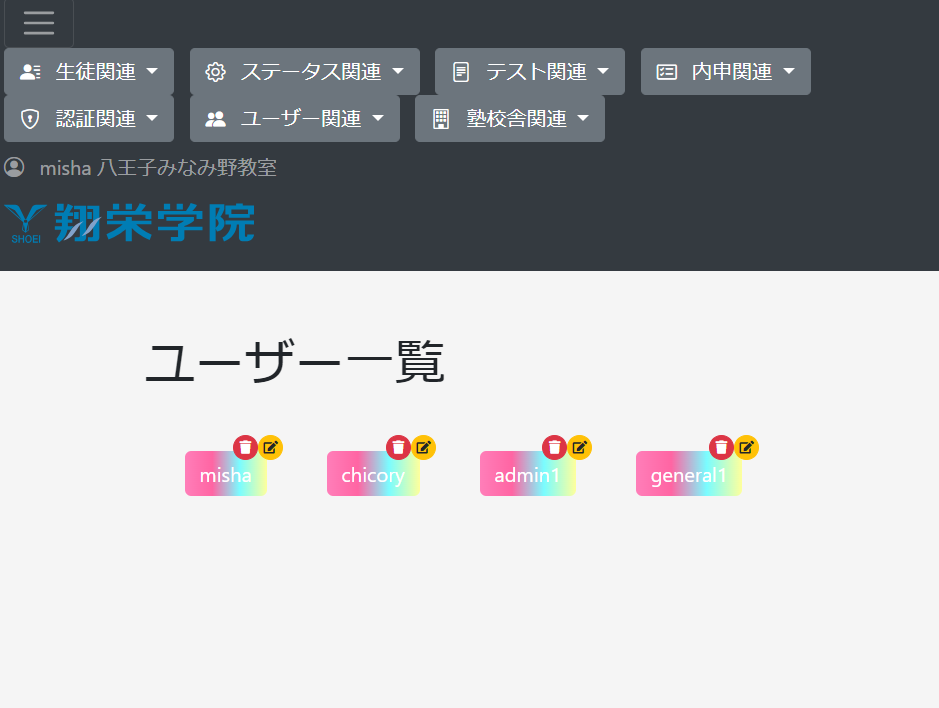 生徒関連 ステータス関連 テスト関連 内申関連
認証関連 ユーザー関連 塾校舎関連
misha 八王子みなみ野教室
SHOEI 翔栄学院
ユーザー一覧
misha chicory admin1 general1